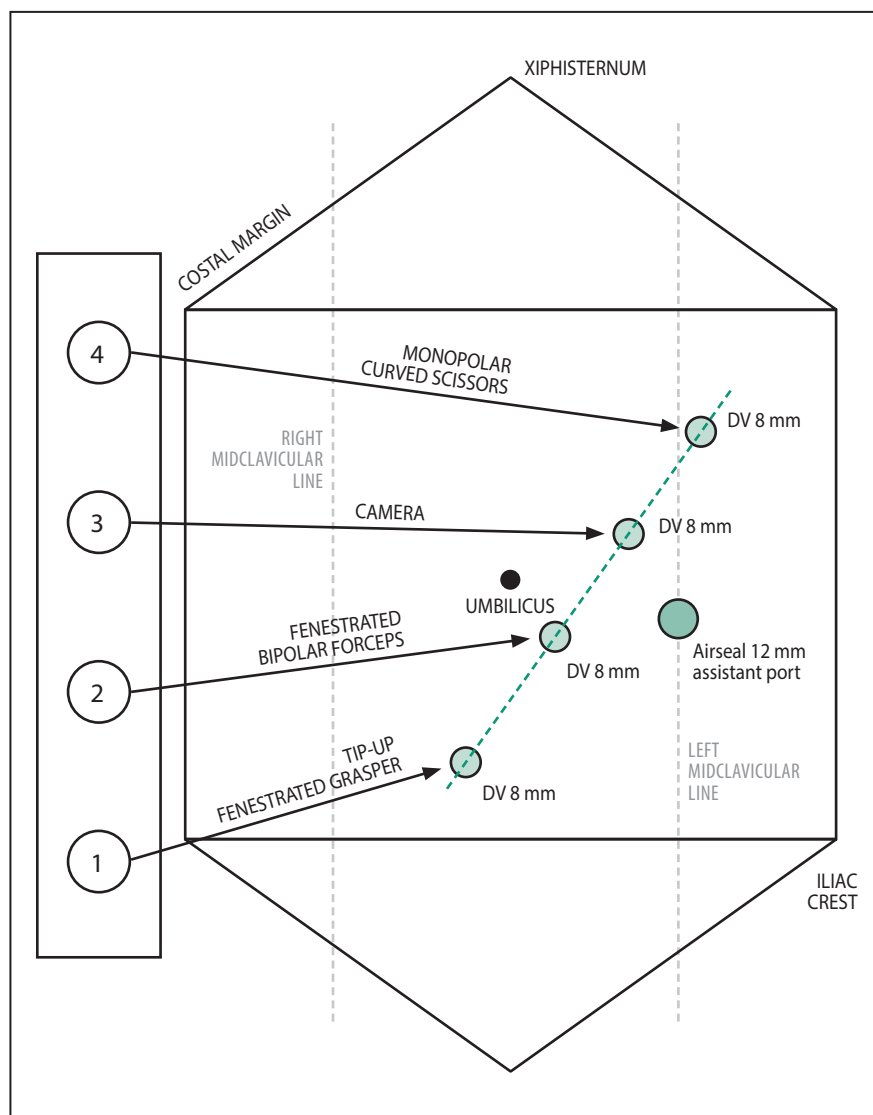 XIPHISTERNUM
COSTAL MARGIN
4
MONOPOLAR
CURVED SCISSORS
DV 8 mm
RIGHT
MIDCLAVICULAR
LINE
3
CAMERA
DV 8 mm
UMBILICUS
FENESTRATED
BIPOLAR FORCEPS
Airseal 12 mm
assistant port
DV 8 mm
2
TIP-UP
FENESTRATED GRASPER
DV 8 mm
LEFT
MIDCLAVICULAR
LINE
1
ILIAC
CREST